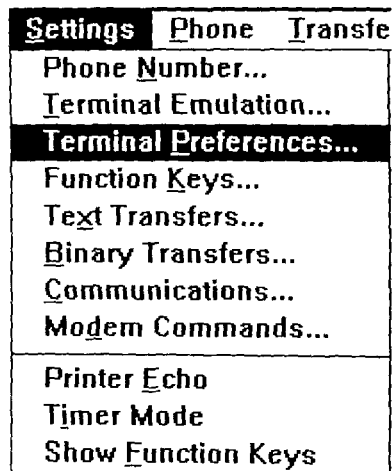 Settings Phone Transfe
Phone Number...
Terminal Emulation...
Terminal Preferences...
Function Keys...
Text Transfers...
Binary Transfers...
Communications...
Modem Commands...
Printer Echo
Timer Mode
Show Function Keys